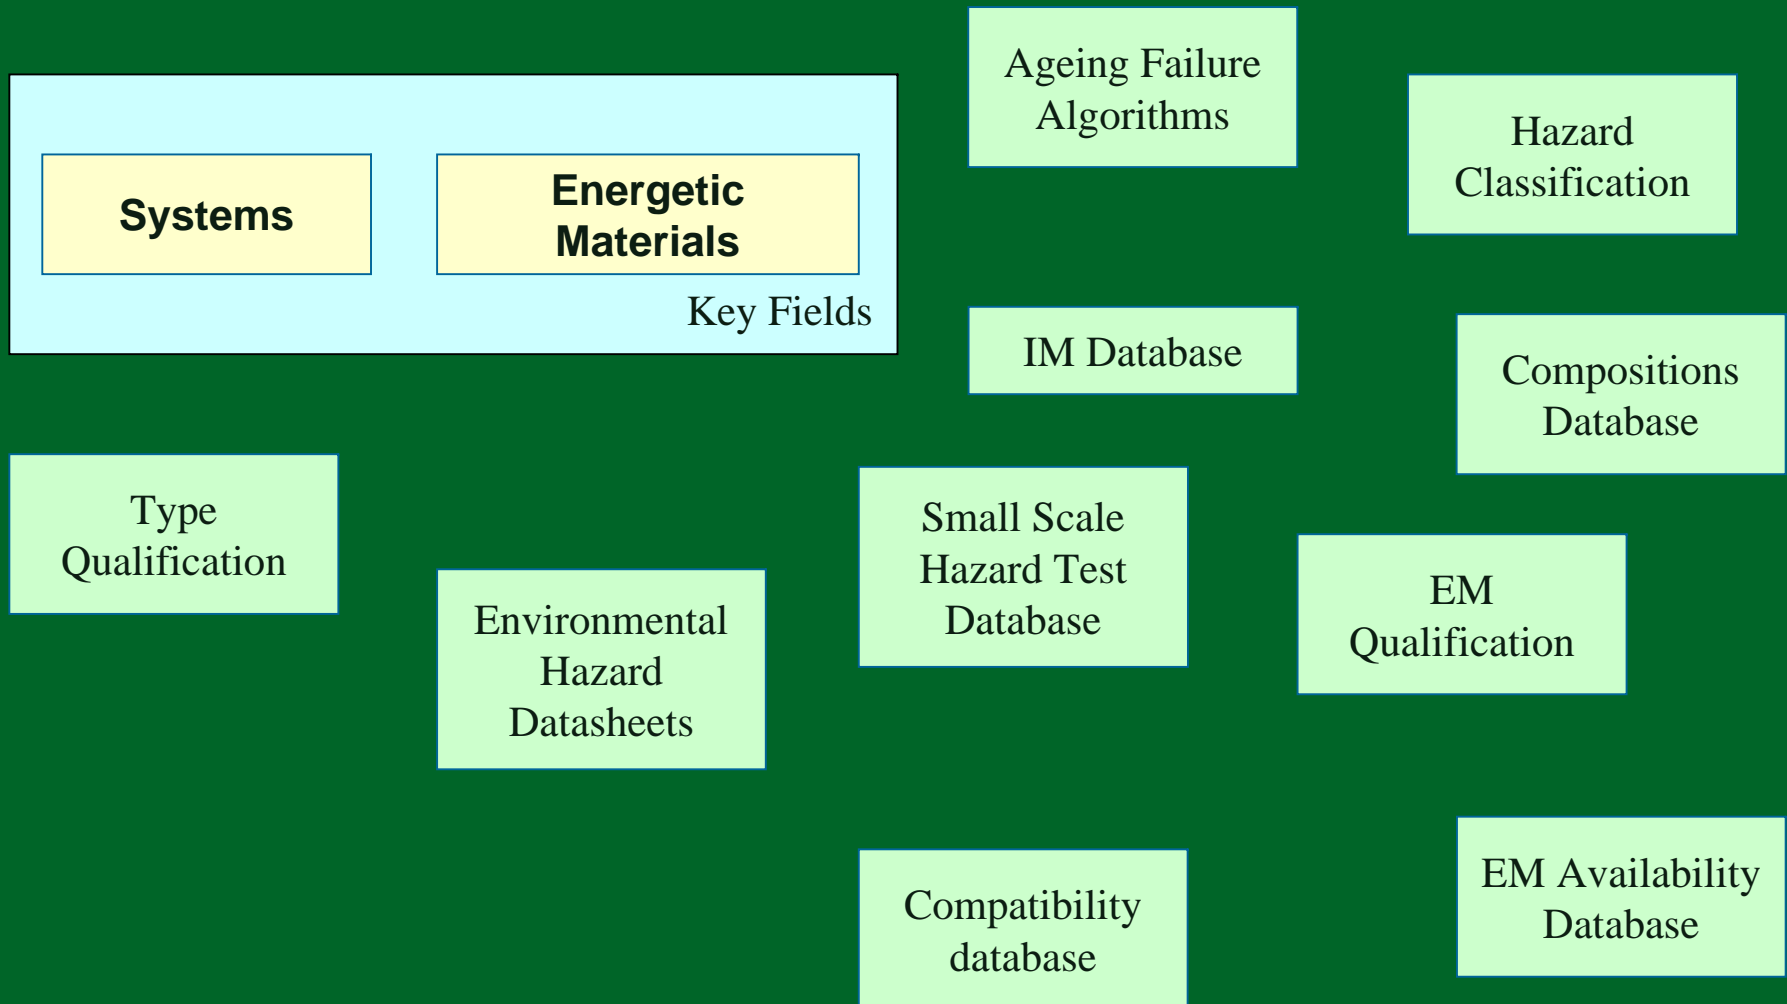 Ageing Failure
Algorithms
Hazard
Classification
Systems
Energetic
Materials
Key Fields
IM Database
Compositions
Database
Type
Qualification
Small Scale
Hazard Test
Database
EM
Qualification
Environmental
Hazard
Datasheets
Compatibility
database
EM Availability
Database